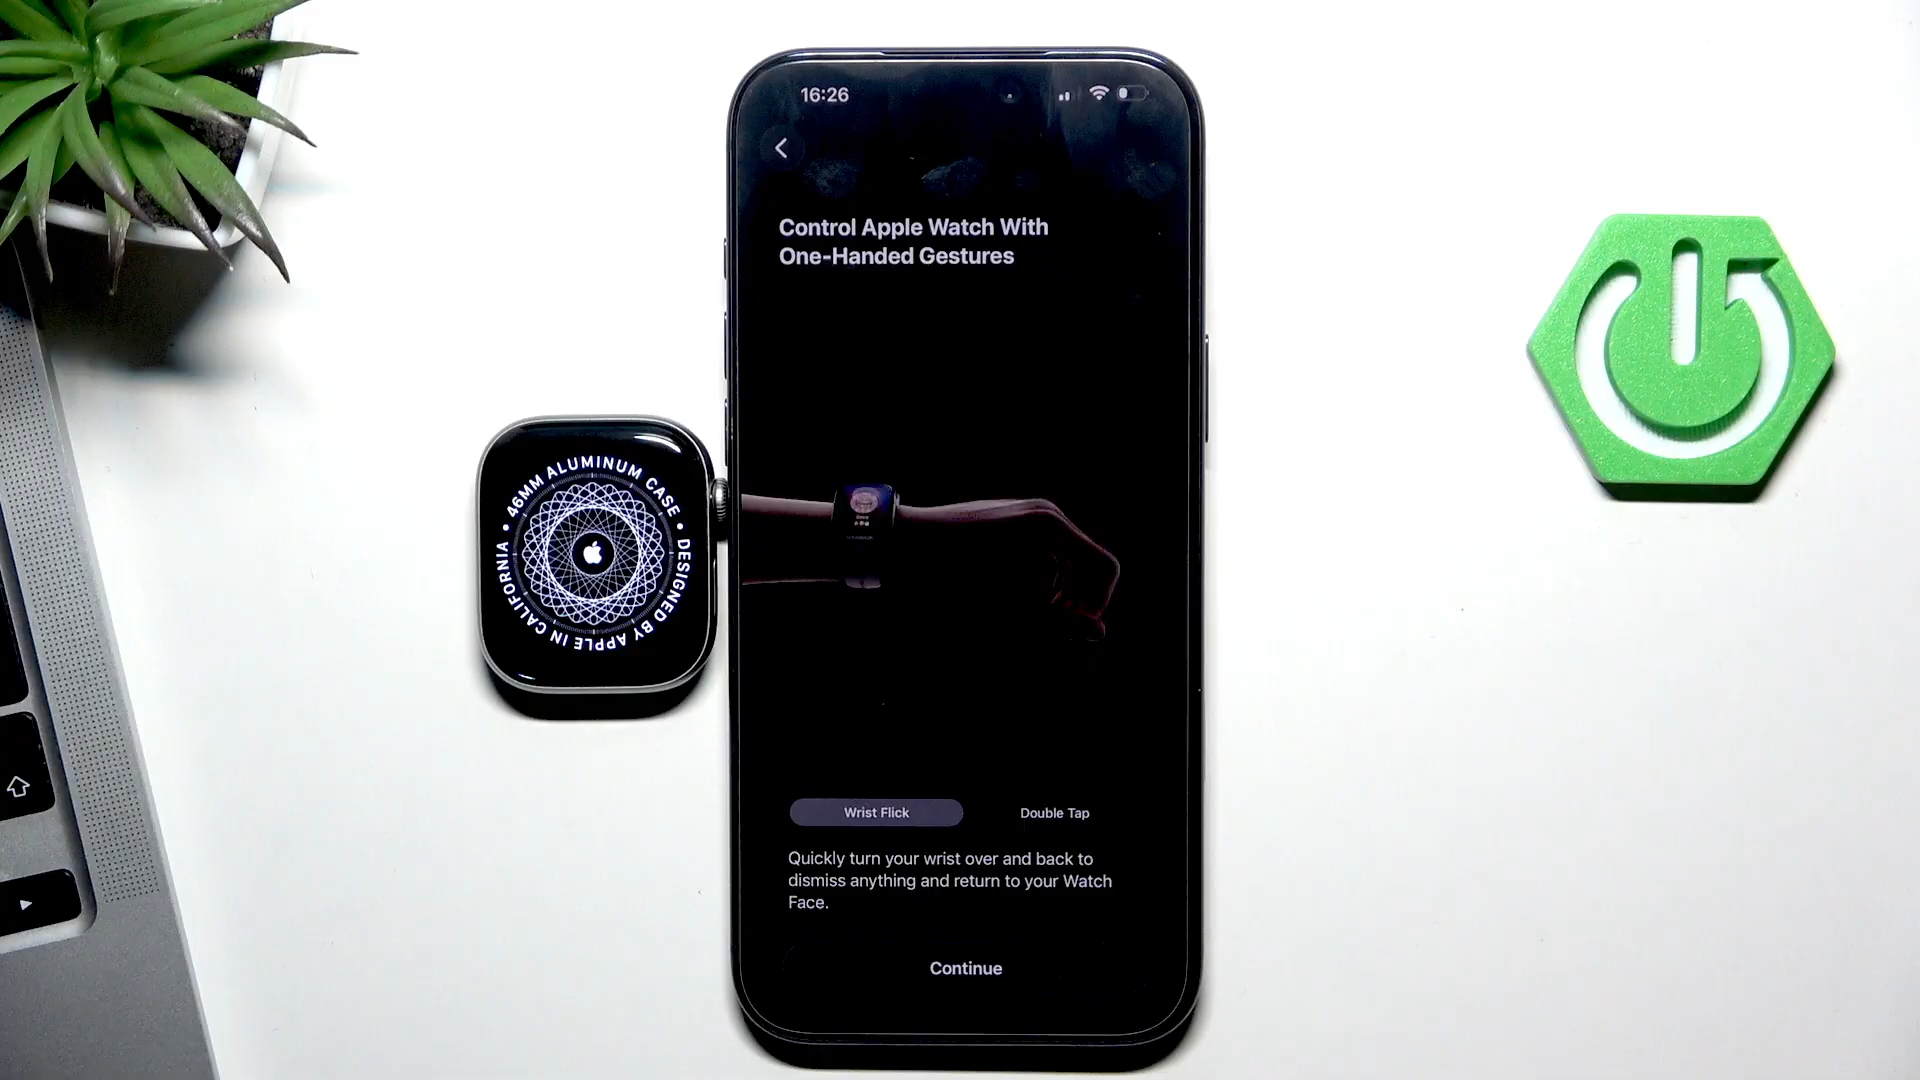 16:26
Control Apple Watch With
One-Handed Gestures
46MM ALUMINUM CASE • DESIGNED BY APPLE IN CALIFORNIA •
Wrist Flick
Double Tap
Quickly turn your wrist over and back to
dismiss anything and return to your Watch
Face.
Continue